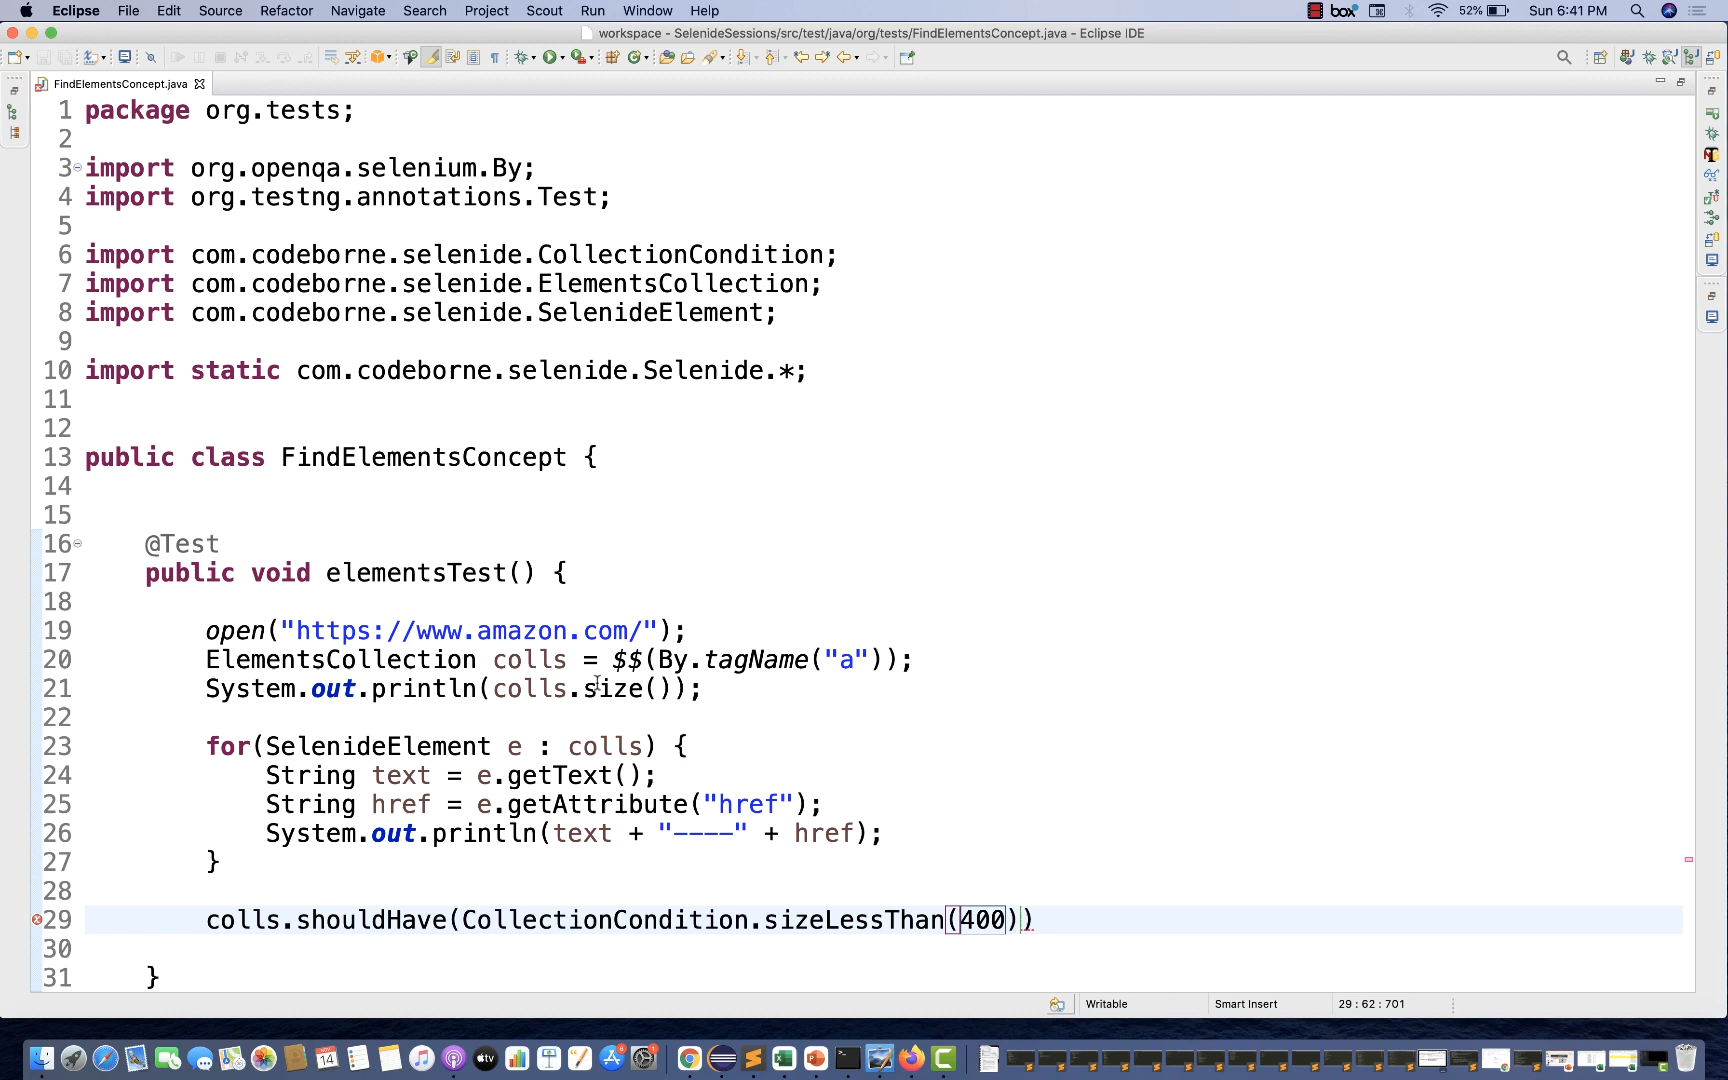 Eclipse File Edit Source Refactor Navigate Search Project Scout Run Window Help box 52% Sun 6:41 PM
workspace - SelenideSessions/src/test/java/org/tests/FindElementsConcept.java - Eclipse IDE
FindElementsConcept.java
1 package org.tests;
2
3 import org.openqa.selenium.By;
4 import org.testng.annotations.Test;
5
6 import com.codeborne.selenide.CollectionCondition;
7 import com.codeborne.selenide.ElementsCollection;
8 import com.codeborne.selenide.SelenideElement;
9
10 import static com.codeborne.selenide.Selenide.*;
11
12
13 public class FindElementsConcept {
14
15
16 @Test
17 public void elementsTest() {
18
19 open("https://www.amazon.com/");
20 ElementsCollection colls = $$(By.tagName("a"));
21 System.out.println(colls.size());
22
23 for(SelenideElement e : colls) {
24 String text = e.getText();
25 String href = e.getAttribute("href");
26 System.out.println(text + "----" + href);
27 }
28
29 colls.shouldHave(CollectionCondition.sizeLessThan(400))
30
31 }
Writable Smart Insert 29 : 62 : 701